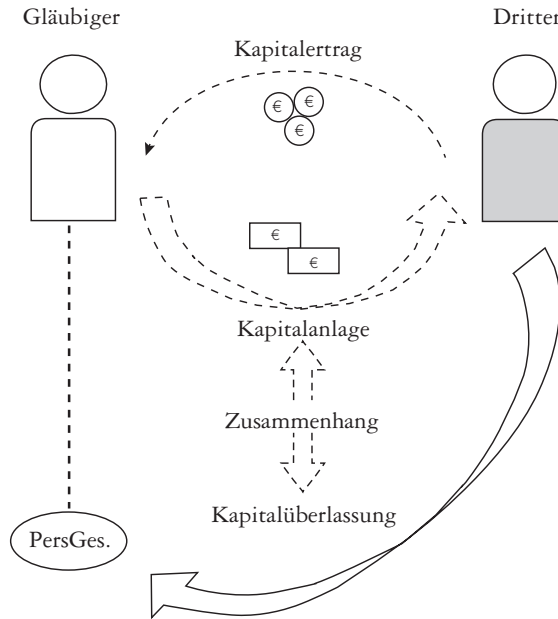 Gläubiger
Dritter
Kapitalertrag
€
€
€
€
€
Kapitalanlage
Zusammenhang
Kapitalüberlassung
PersGes.